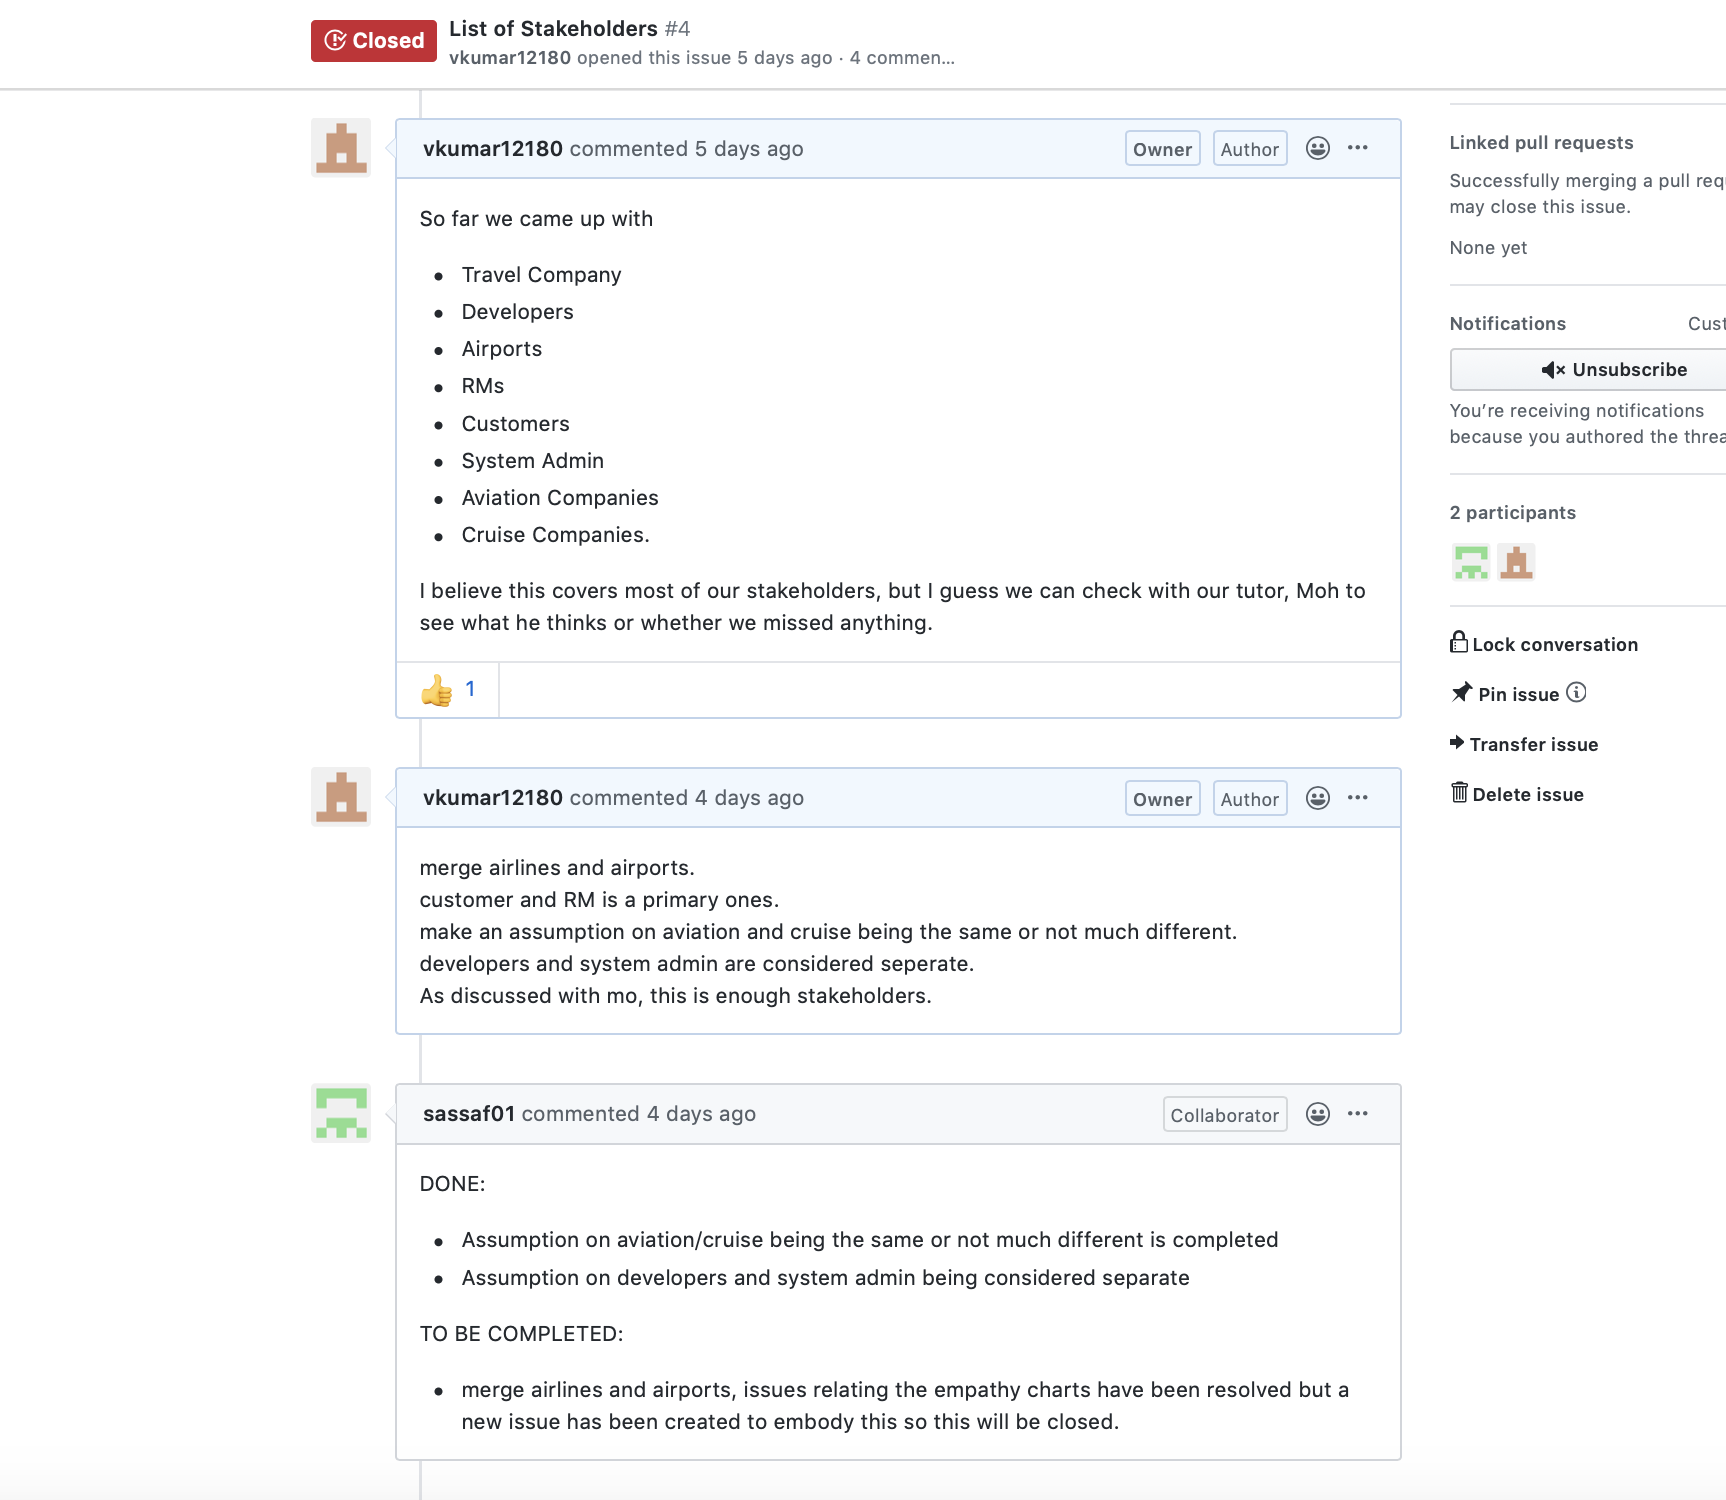 Closed
List of Stakeholders #4
vkumar12180 opened this issue 5 days ago · 4 commen...
vkumar12180 commented 5 days ago
Owner
Author
So far we came up with
Travel Company
Developers
Airports
RMs
Customers
System Admin
Aviation Companies
Cruise Companies.
I believe this covers most of our stakeholders, but I guess we can check with our tutor, Moh to
see what he thinks or whether we missed anything.
👍 1
vkumar12180 commented 4 days ago
Owner
Author
merge airlines and airports.
customer and RM is a primary ones.
make an assumption on aviation and cruise being the same or not much different.
developers and system admin are considered seperate.
As discussed with mo, this is enough stakeholders.
sassaf01 commented 4 days ago
Collaborator
DONE:
Assumption on aviation/cruise being the same or not much different is completed
Assumption on developers and system admin being considered separate
TO BE COMPLETED:
merge airlines and airports, issues relating the empathy charts have been resolved but a
new issue has been created to embody this so this will be closed.
Linked pull requests
Successfully merging a pull req
may close this issue.
None yet
Notifications
Cust
Unsubscribe
You're receiving notifications
because you authored the threa
2 participants
Lock conversation
Pin issue
Transfer issue
Delete issue